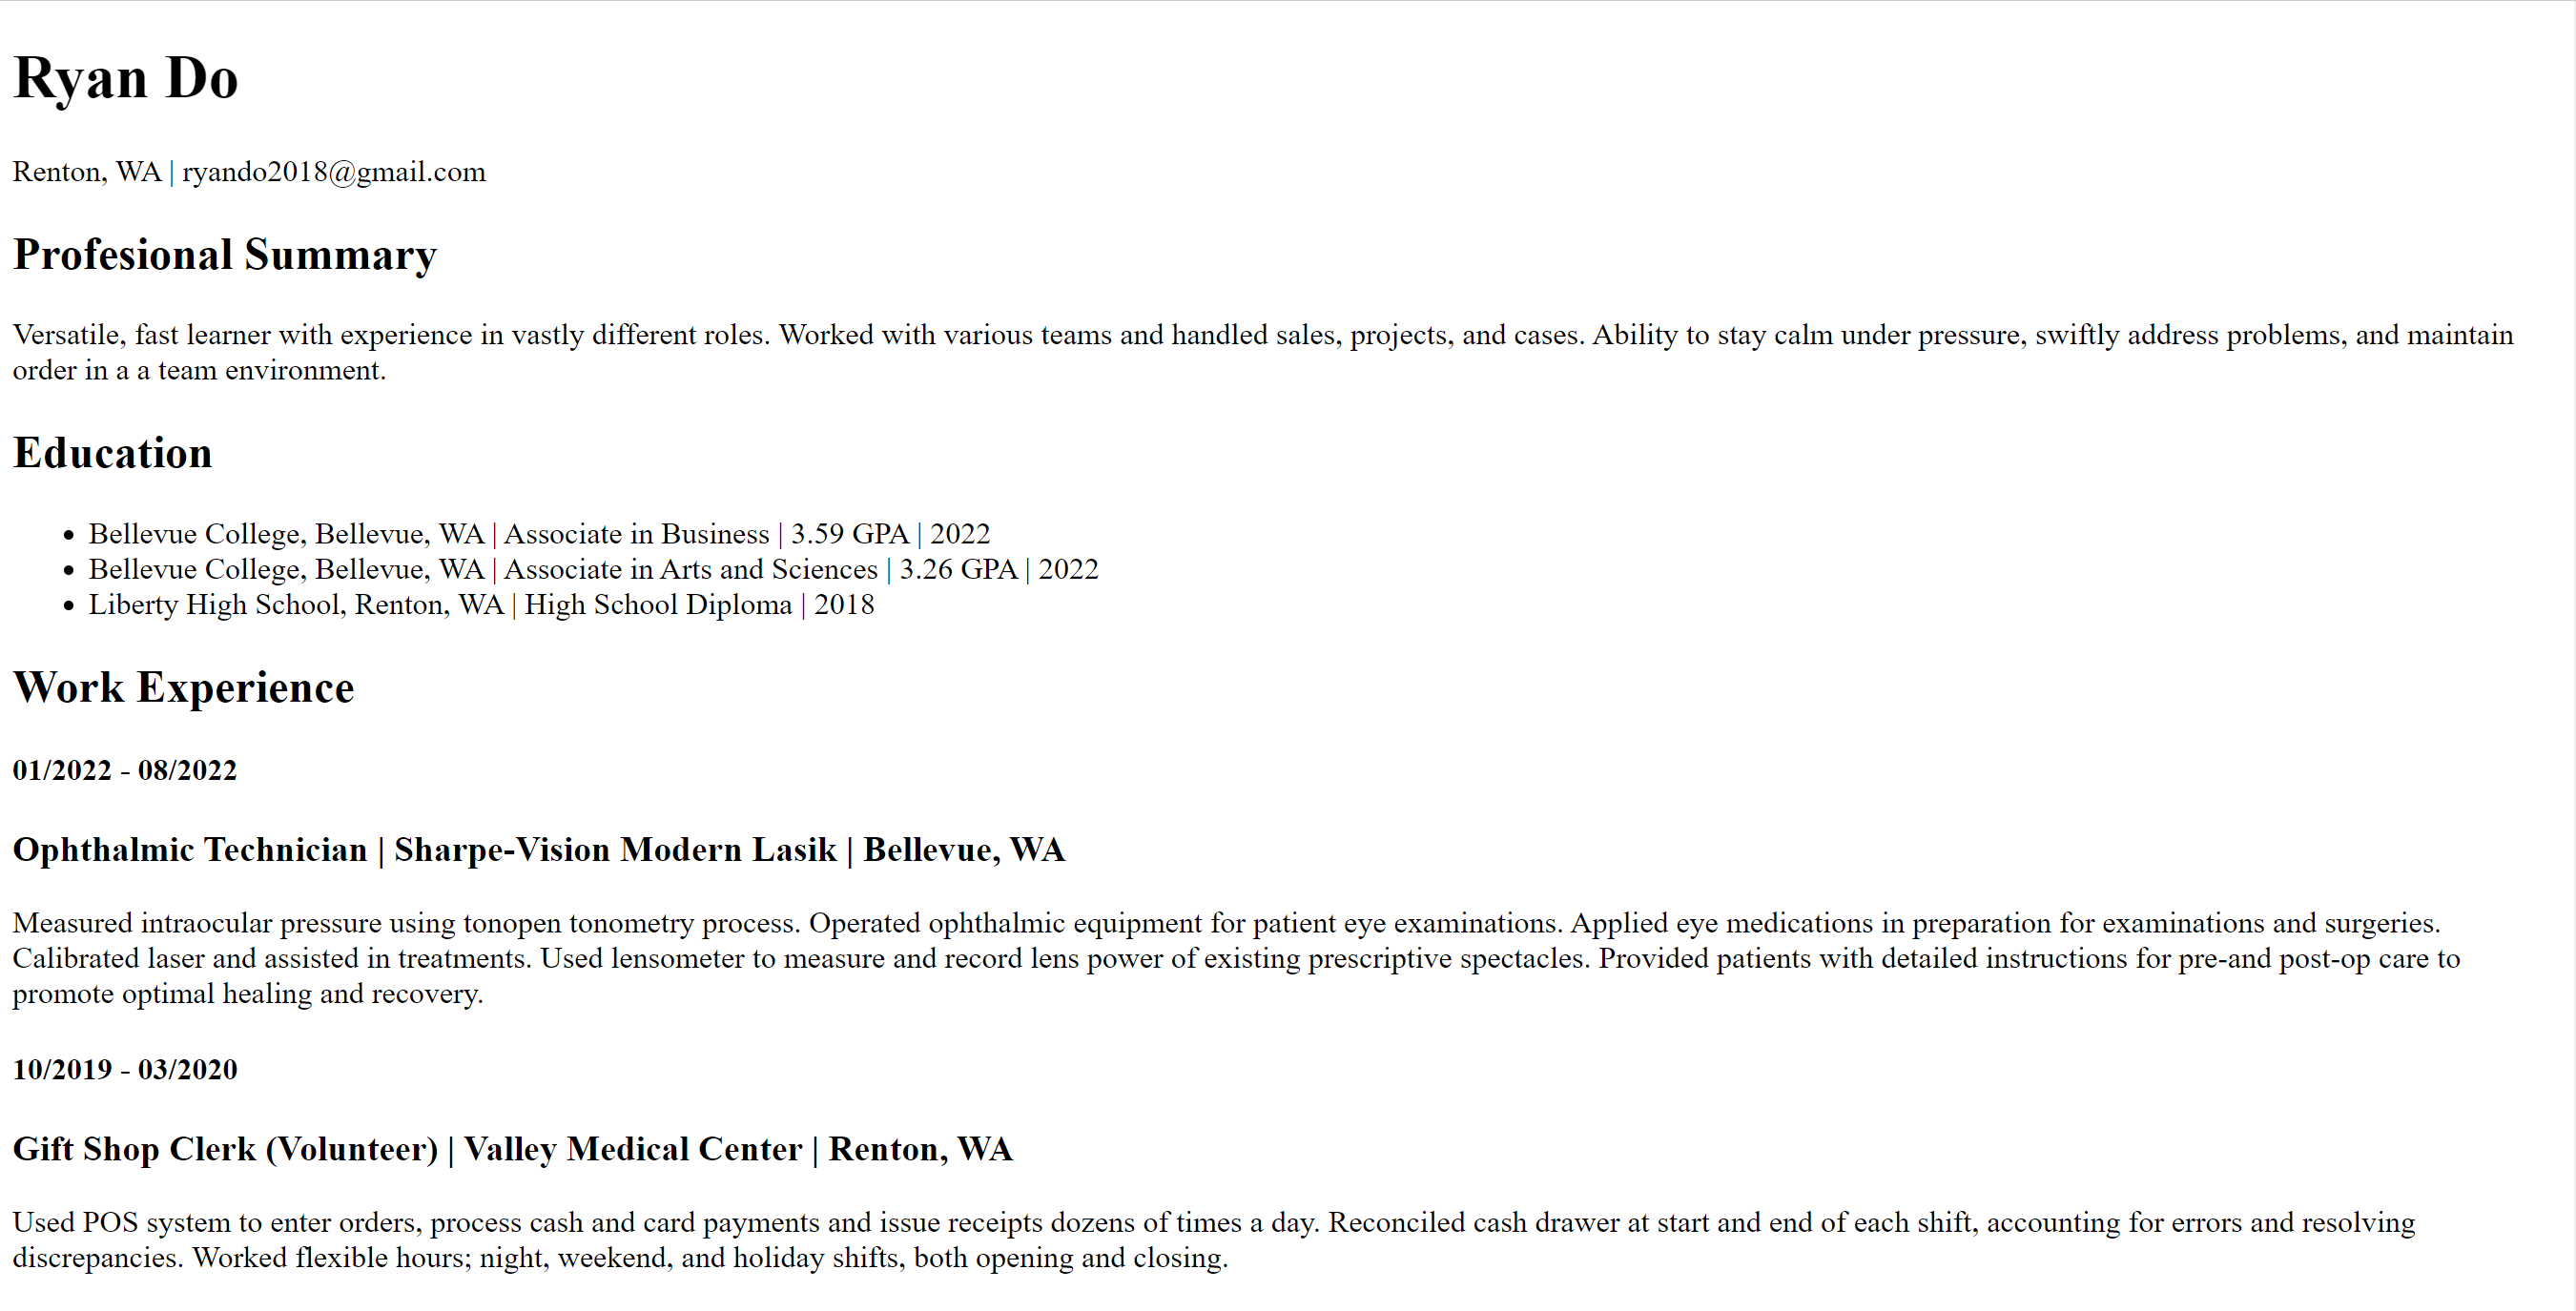 Ryan Do
Renton, WA | ryando2018@gmail.com
Profesional Summary
Versatile, fast learner with experience in vastly different roles. Worked with various teams and handled sales, projects, and cases. Ability to stay calm under pressure, swiftly address problems, and maintain
order in a a team environment.
Education
• Bellevue College, Bellevue, WA | Associate in Business | 3.59 GPA | 2022
• Bellevue College, Bellevue, WA | Associate in Arts and Sciences | 3.26 GPA | 2022
• Liberty High School, Renton, WA | High School Diploma | 2018
Work Experience
01/2022 - 08/2022
Ophthalmic Technician | Sharpe-Vision Modern Lasik | Bellevue, WA
Measured intraocular pressure using tonopen tonometry process. Operated ophthalmic equipment for patient eye examinations. Applied eye medications in preparation for examinations and surgeries.
Calibrated laser and assisted in treatments. Used lensometer to measure and record lens power of existing prescriptive spectacles. Provided patients with detailed instructions for pre-and post-op care to
promote optimal healing and recovery.
10/2019 - 03/2020
Gift Shop Clerk (Volunteer) | Valley Medical Center | Renton, WA
Used POS system to enter orders, process cash and card payments and issue receipts dozens of times a day. Reconciled cash drawer at start and end of each shift, accounting for errors and resolving
discrepancies. Worked flexible hours; night, weekend, and holiday shifts, both opening and closing.